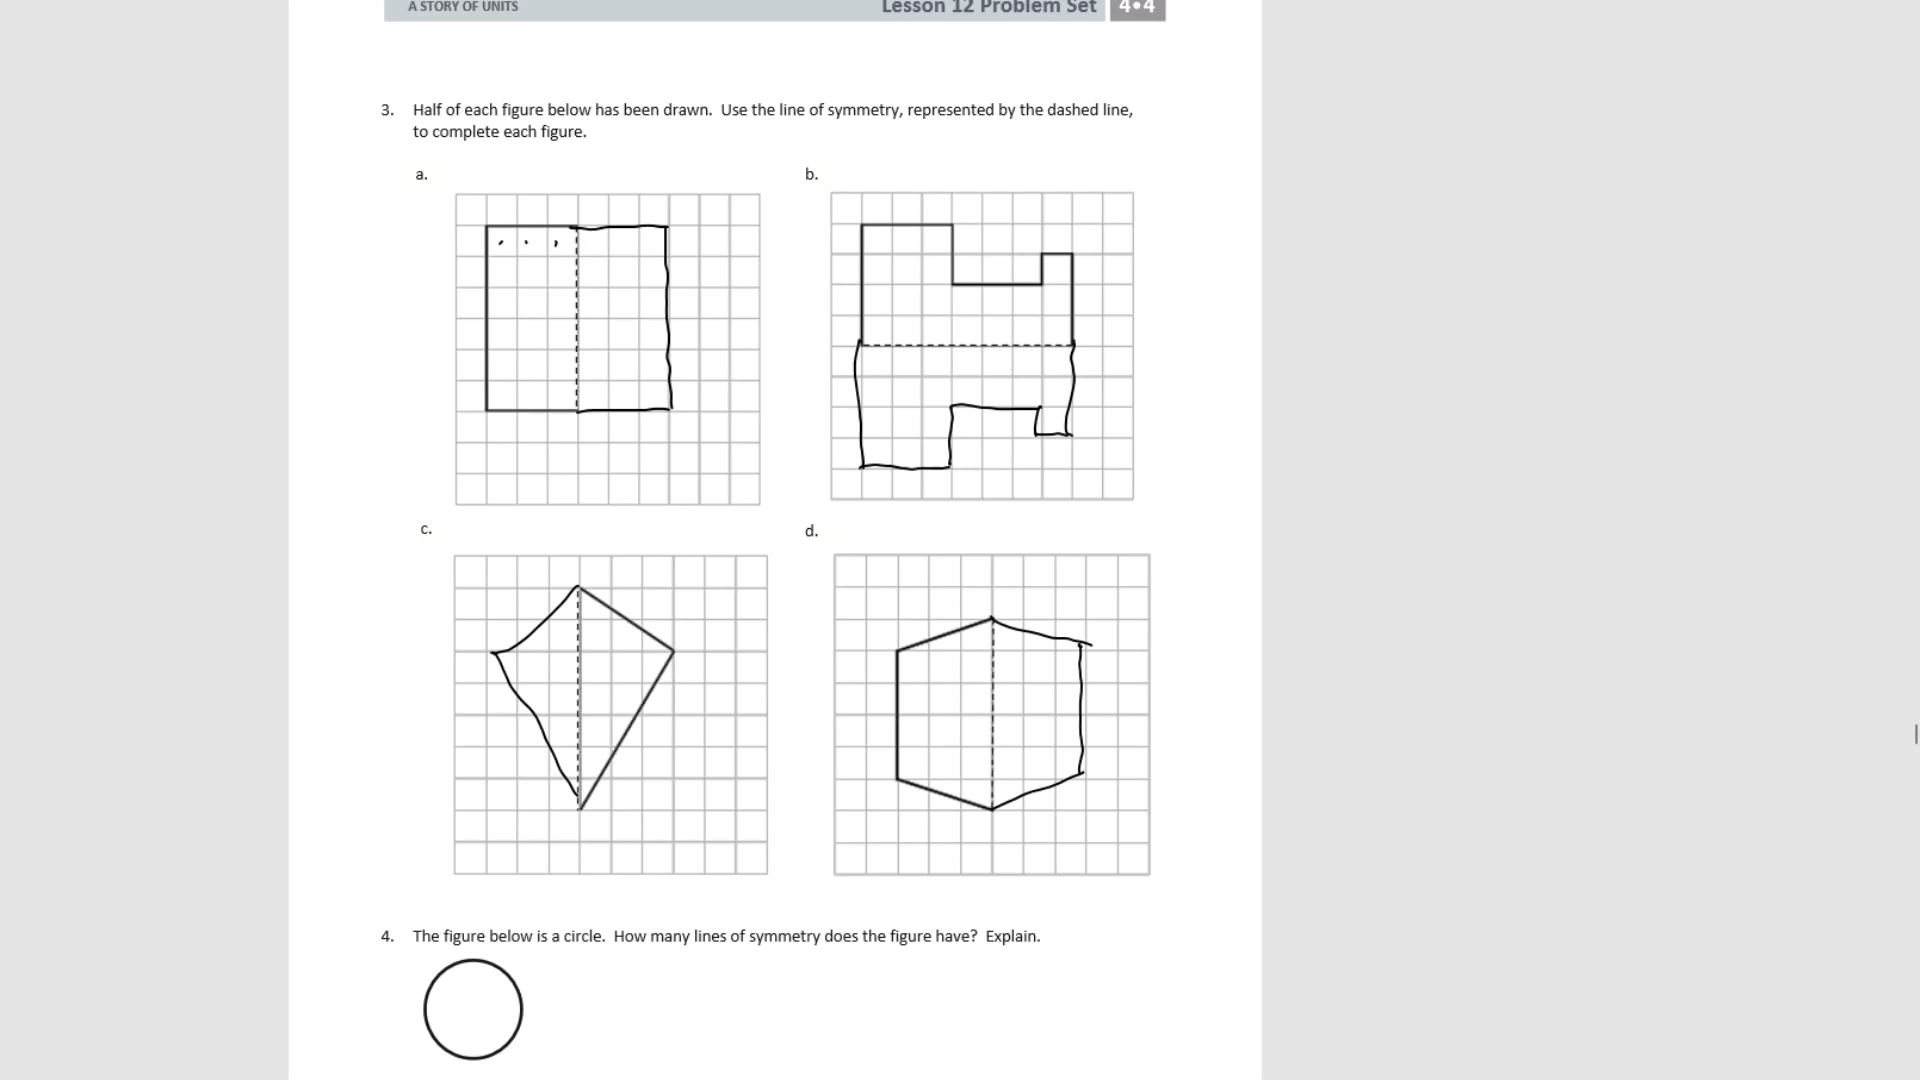 A STORY OF UNITS
Lesson 12 Problem Set 4•4
3. Half of each figure below has been drawn. Use the line of symmetry, represented by the dashed line,
to complete each figure.
a.
b.
c.
d.
4. The figure below is a circle. How many lines of symmetry does the figure have? Explain.